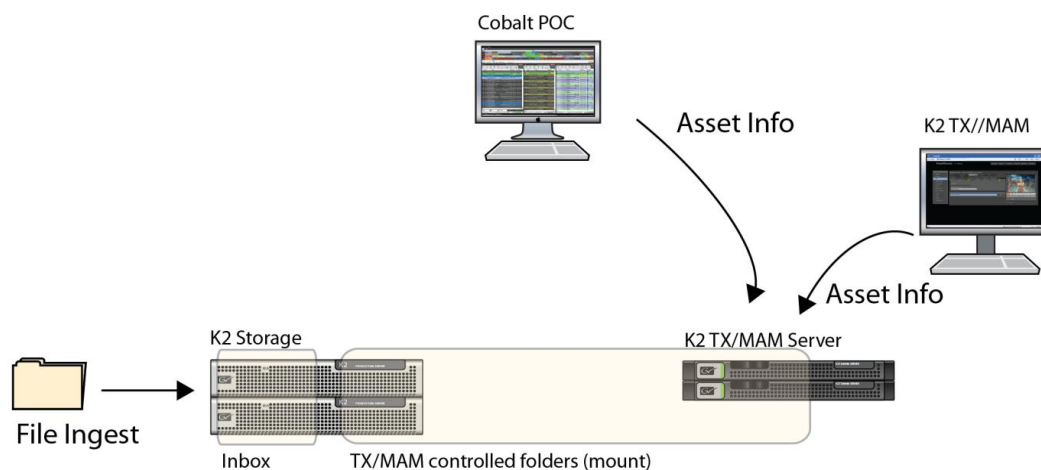 Cobalt POC
Asset Info
K2 TX//MAM
Asset Info
K2 Storage
K2 TX/MAM Server
File Ingest
Inbox
TX/MAM controlled folders (mount)